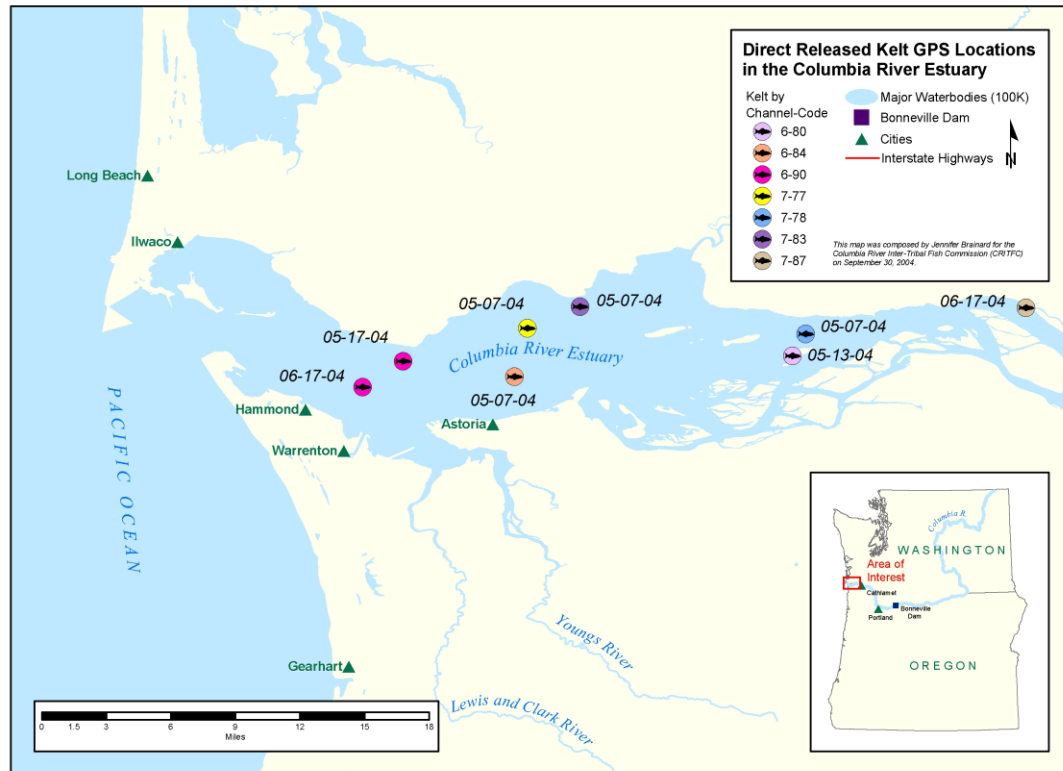 Direct Released Kelt GPS Locations
in the Columbia River Estuary
Kelt by
Channel-Code
6-80
6-84
6-90
7-77
7-78
7-83
7-87
Major Waterbodies (100K)
Bonneville Dam
Cities
Interstate Highways
N
This map was composed by Jennifer Brainard for the
Columbia River Inter-Tribal Fish Commission (CRITFC)
on September 30, 2004.
Long Beach
Ilwaco
05-07-04
05-07-04
06-17-04
05-17-04
05-07-04
Columbia River Estuary
05-13-04
06-17-04
05-07-04
Hammond
Astoria
Warrenton
PACIFIC OCEAN
Youngs River
Gearhart
Lewis and Clark River
0 1.5 3 6 9 12 15 18
Miles
Columbia R.
WASHINGTON
Area of
Interest
Cathlamet
Portland
Bonneville
Dam
OREGON